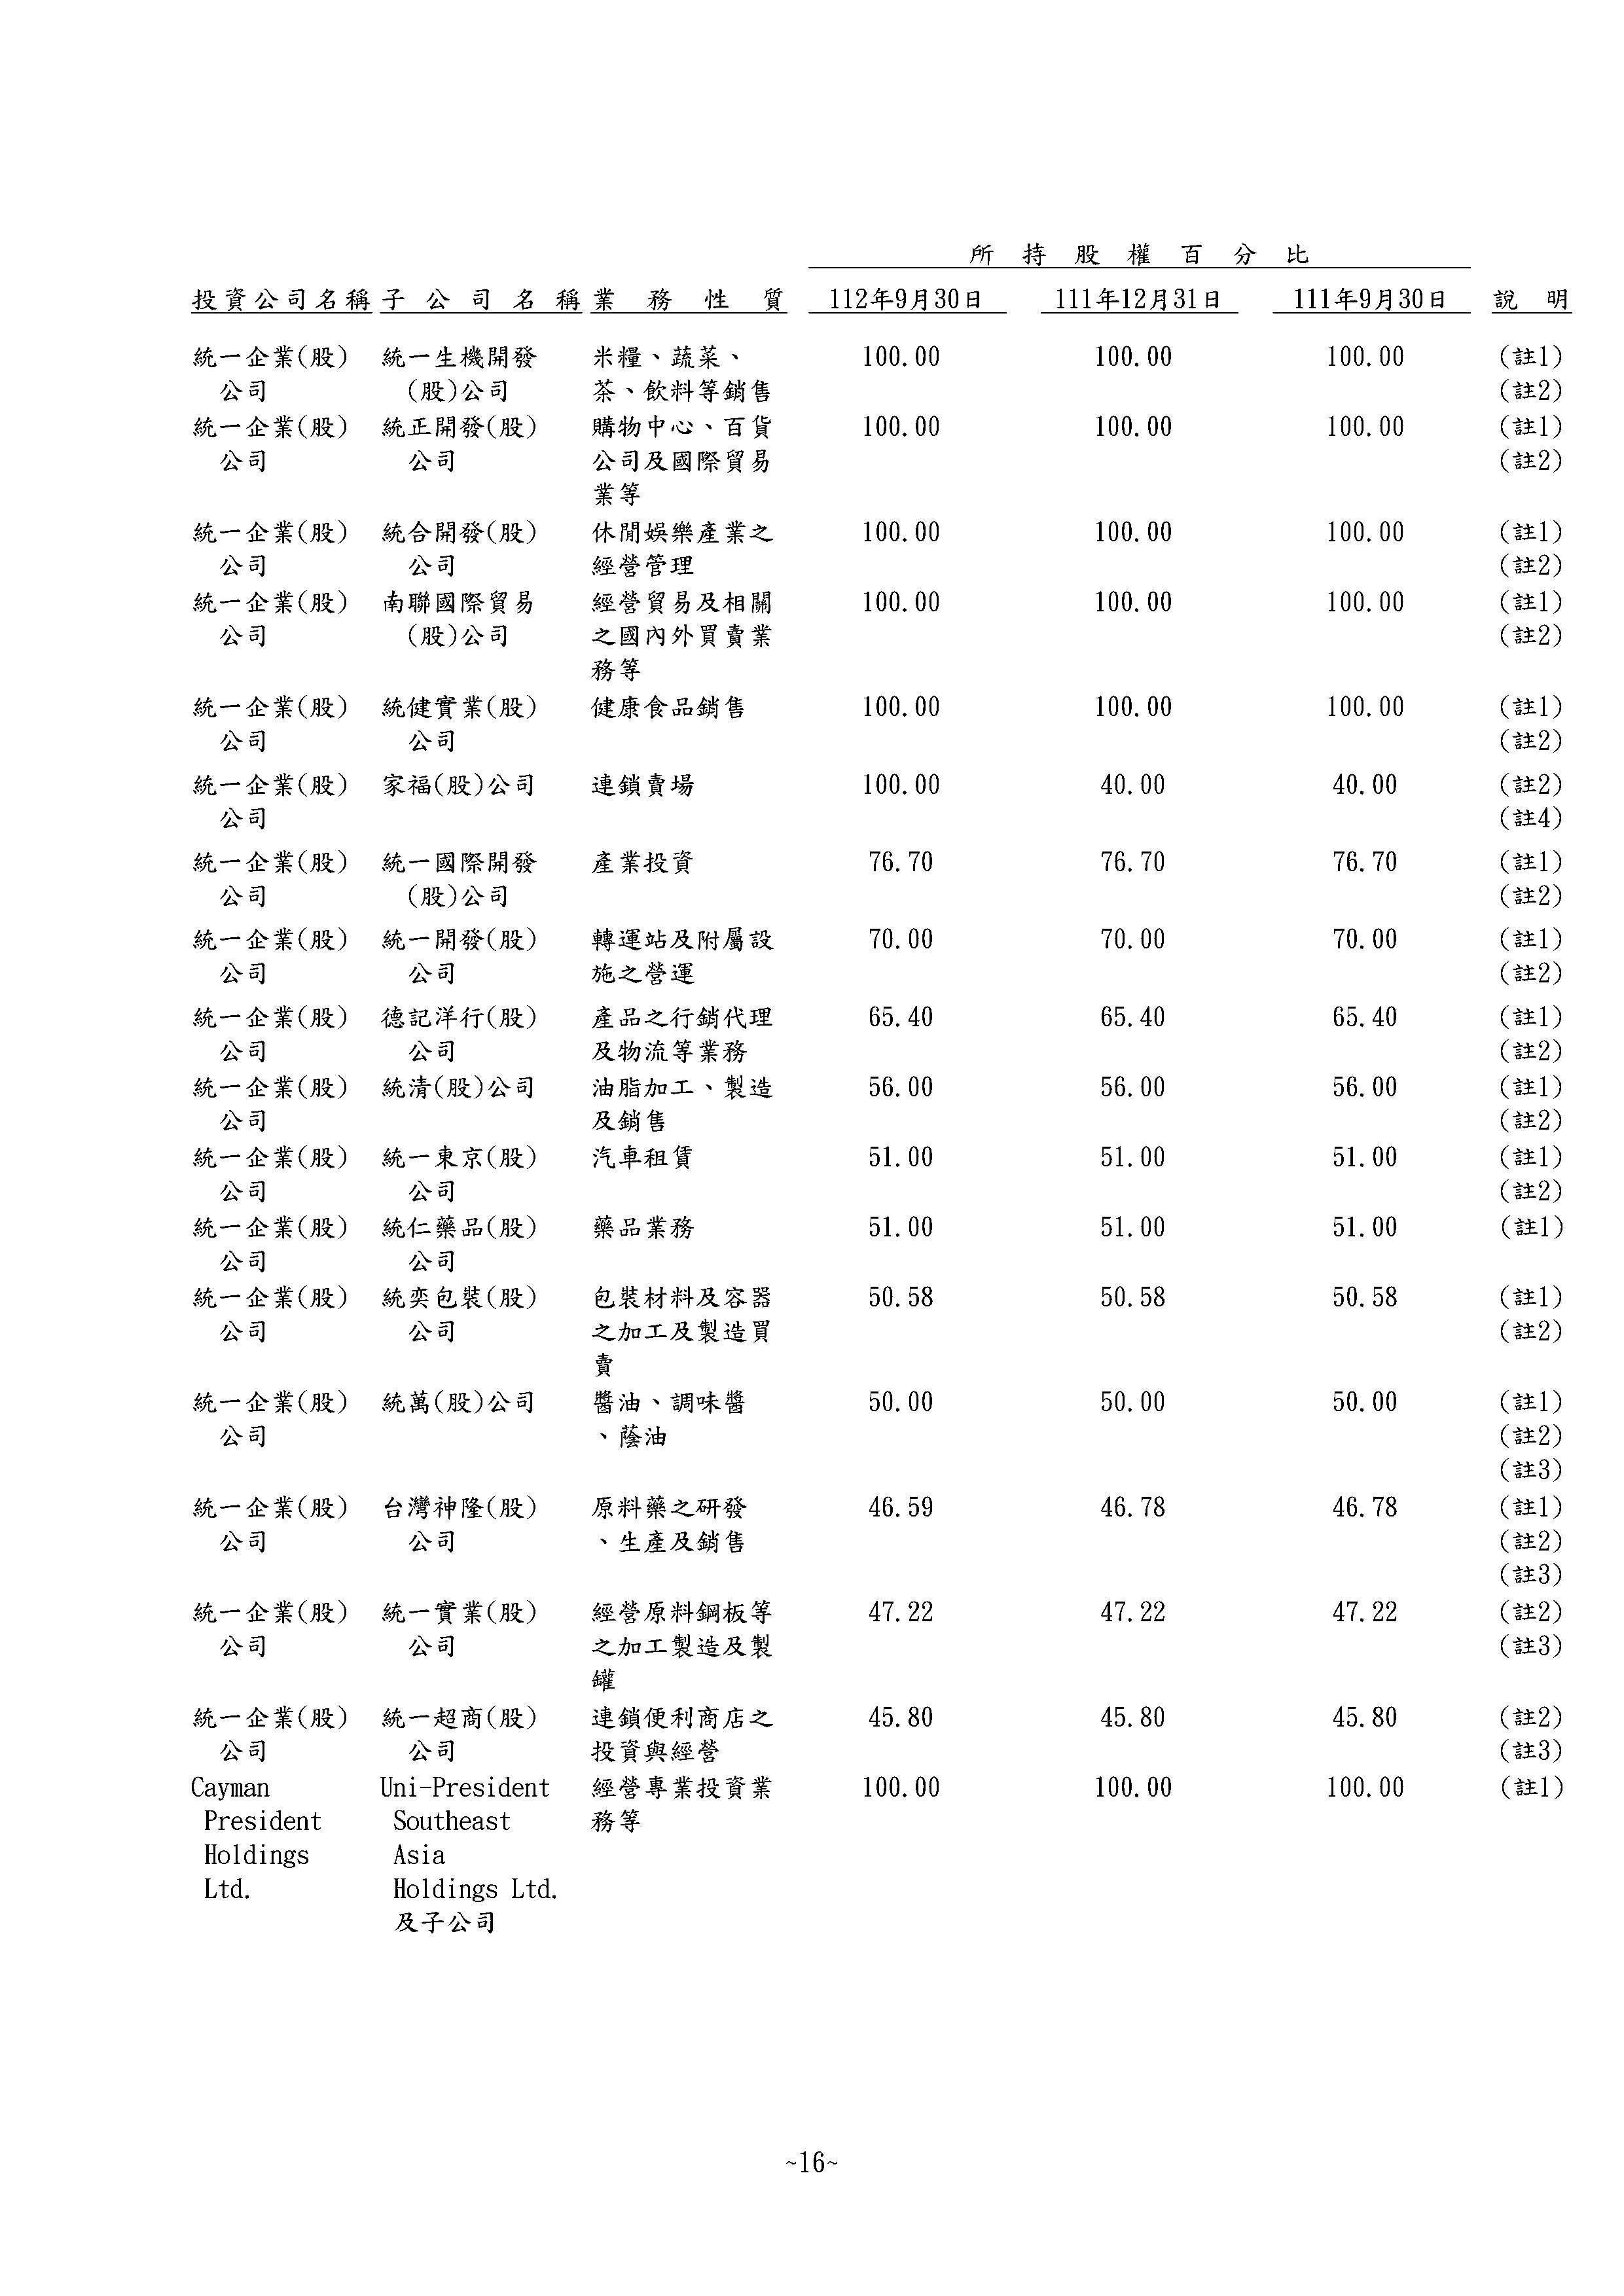 所持股權百分比
投資公司名稱 子公司名稱 業務性質 112年9月30日 111年12月31日 111年9月30日 說明
統一企業(股) 統一生機開發 米糧、蔬菜、 100.00 100.00 100.00 (註1)
公司 (股)公司 茶、飲料等銷售 (註2)
統一企業(股) 統正開發(股) 購物中心、百貨 100.00 100.00 100.00 (註1)
公司 公司 公司及國際貿易 (註2)
業等
統一企業(股) 統合開發(股) 休閒娛樂產業之 100.00 100.00 100.00 (註1)
公司 公司 經營管理 (註2)
統一企業(股) 南聯國際貿易 經營貿易及相關 100.00 100.00 100.00 (註1)
公司 (股)公司 之國內外買賣業 (註2)
務等
統一企業(股) 統健實業(股) 健康食品銷售 100.00 100.00 100.00 (註1)
公司 公司 (註2)
統一企業(股) 家福(股)公司 連鎖賣場 100.00 40.00 40.00 (註2)
公司 (註4)
統一企業(股) 統一國際開發 產業投資 76.70 76.70 76.70 (註1)
公司 (股)公司 (註2)
統一企業(股) 統一開發(股) 轉運站及附屬設 70.00 70.00 70.00 (註1)
公司 公司 施之營運 (註2)
統一企業(股) 德記洋行(股) 產品之行銷代理 65.40 65.40 65.40 (註1)
公司 公司 及物流等業務 (註2)
統一企業(股) 統清(股)公司 油脂加工、製造 56.00 56.00 56.00 (註1)
公司 及銷售 (註2)
統一企業(股) 統一東京(股) 汽車租賃 51.00 51.00 51.00 (註1)
公司 公司 (註2)
統一企業(股) 統仁藥品(股) 藥品業務 51.00 51.00 51.00 (註1)
公司 公司
統一企業(股) 統奕包裝(股) 包裝材料及容器 50.58 50.58 50.58 (註1)
公司 公司 之加工及製造買 (註2)
賣
統一企業(股) 統萬(股)公司 醬油、調味醬 50.00 50.00 50.00 (註1)
公司 、蔭油 (註2)
(註3)
統一企業(股) 台灣神隆(股) 原料藥之研發 46.59 46.78 46.78 (註1)
公司 公司 、生產及銷售 (註2)
(註3)
統一企業(股) 統一實業(股) 經營原料鋼板等 47.22 47.22 47.22 (註2)
公司 公司 之加工製造及製 (註3)
罐
統一企業(股) 統一超商(股) 連鎖便利商店之 45.80 45.80 45.80 (註2)
公司 公司 投資與經營 (註3)
Cayman Uni-President 經營專業投資業 100.00 100.00 100.00 (註1)
President Southeast 務等
Holdings Asia
Ltd. Holdings Ltd.
及子公司
~16~